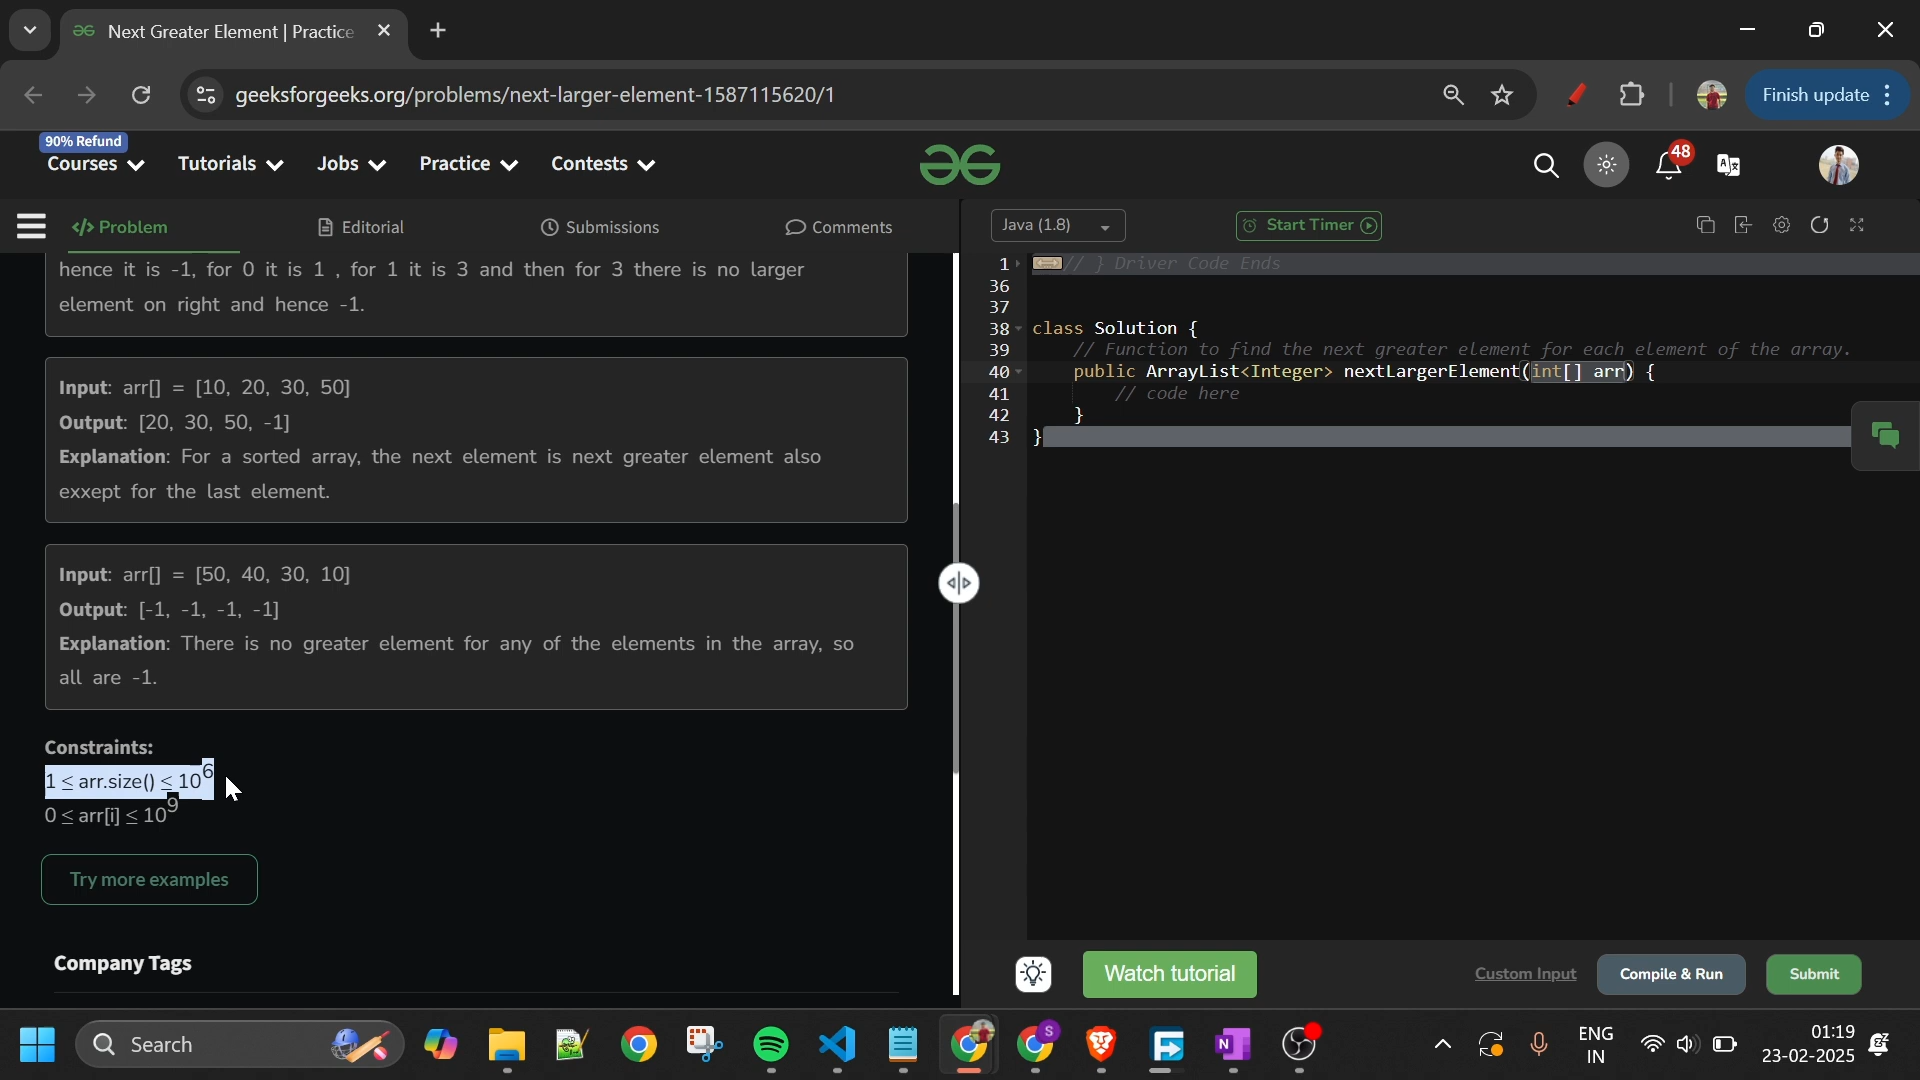 Next Greater Element | Practice
geeksforgeeks.org/problems/next-larger-element-1587115620/1
Finish update
90% Refund
Courses
Tutorials
Jobs
Practice
Contests
48
</> Problem
Editorial
Submissions
Comments
Java (1.8)
Start Timer
hence it is -1, for 0 it is 1 , for 1 it is 3 and then for 3 there is no larger
element on right and hence -1.
Input: arr[] = [10, 20, 30, 50]
Output: [20, 30, 50, -1]
Explanation: For a sorted array, the next element is next greater element also
exxept for the last element.
Input: arr[] = [50, 40, 30, 10]
Output: [-1, -1, -1, -1]
Explanation: There is no greater element for any of the elements in the array, so
all are -1.
Constraints:
1 ≤ arr.size() ≤ 10⁶
0 ≤ arr[i] ≤ 10⁹
Try more examples
Company Tags
1 // } Driver Code Ends
36
37
38 class Solution {
39 // Function to find the next greater element for each element of the array.
40 public ArrayList<Integer> nextLargerElement(int[] arr) {
41 // code here
42 }
43 }
Watch tutorial
Custom Input
Compile & Run
Submit
Search
S
N
ENG
IN
01:19
23-02-2025